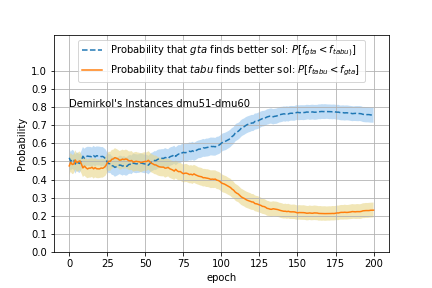 Probability that gta finds better sol: P[f_gta < f_tabu)]
Probability that tabu finds better sol: P[f_tabu < f_gta]
Demirkol's Instances dmu51-dmu60
Probability
1.0
0.9
0.8
0.7
0.6
0.5
0.4
0.3
0.2
0.1
0.0
0 25 50 75 100 125 150 175 200
epoch